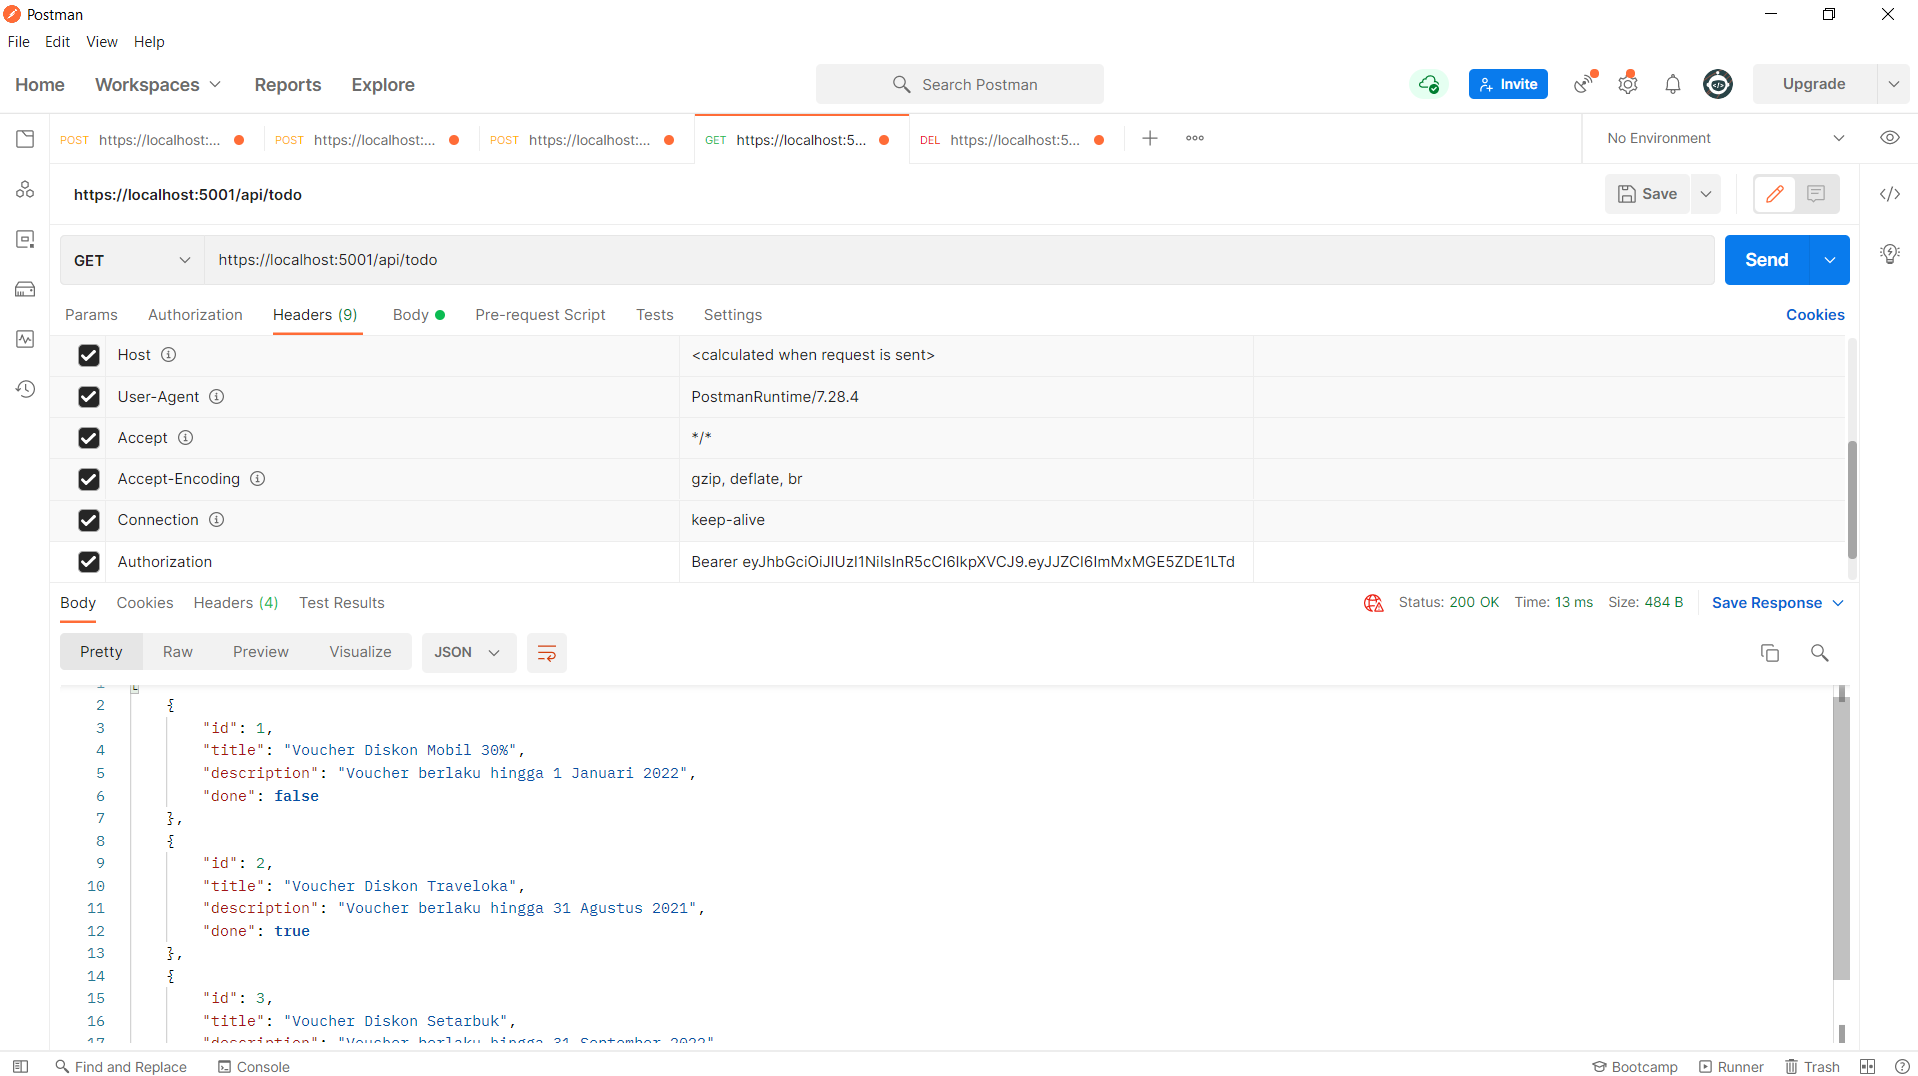 Postman
File Edit View Help
Home Workspaces Reports Explore Search Postman Invite Upgrade
POST https://localhost:... POST https://localhost:... POST https://localhost:... GET https://localhost:5... DEL https://localhost:5... No Environment
https://localhost:5001/api/todo Save
GET https://localhost:5001/api/todo Send
Params Authorization Headers (9) Body Pre-request Script Tests Settings Cookies
Host <calculated when request is sent>
User-Agent PostmanRuntime/7.28.4
Accept */*
Accept-Encoding gzip, deflate, br
Connection keep-alive
Authorization Bearer eyJhbGciOiJIUzI1NiIsInR5cCI6IkpXVCJ9.eyJJZCI6ImMxMGE5ZDE1LTd
Body Cookies Headers (4) Test Results Status: 200 OK Time: 13 ms Size: 484 B Save Response
Pretty Raw Preview Visualize JSON
1 [
2 {
3 "id": 1,
4 "title": "Voucher Diskon Mobil 30%",
5 "description": "Voucher berlaku hingga 1 Januari 2022",
6 "done": false
7 },
8 {
9 "id": 2,
10 "title": "Voucher Diskon Traveloka",
11 "description": "Voucher berlaku hingga 31 Agustus 2021",
12 "done": true
13 },
14 {
15 "id": 3,
16 "title": "Voucher Diskon Setarbuk",
17 "description": "Voucher berlaku hingga 31 September 2022"
Find and Replace Console Bootcamp Runner Trash